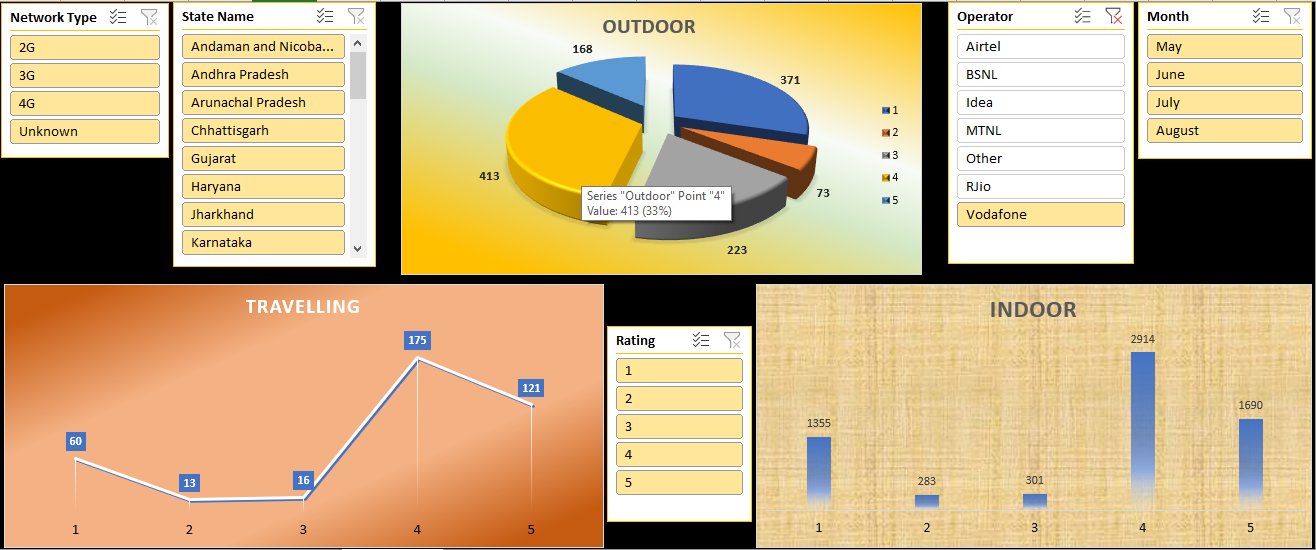 Network Type
2G
3G
4G
Unknown
State Name
Andaman and Nicoba...
Andhra Pradesh
Arunachal Pradesh
Chhattisgarh
Gujarat
Haryana
Jharkhand
Karnataka
OUTDOOR
168
371
413
73
223
Series "Outdoor" Point "4"
Value: 413 (33%)
1
2
3
4
5
Operator
Airtel
BSNL
Idea
MTNL
Other
RJio
Vodafone
Month
May
June
July
August
TRAVELLING
60
13
16
175
121
1 2 3 4 5
Rating
1
2
3
4
5
INDOOR
1355
283
301
2914
1690
1 2 3 4 5